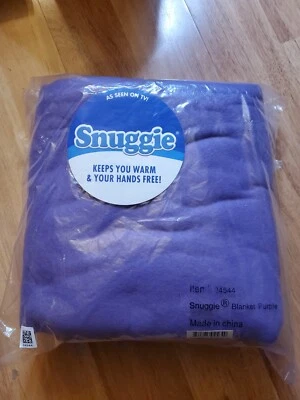 AS SEEN ON TV!
Snuggie®
KEEPS YOU WARM
& YOUR HANDS FREE!
Snuggie® Blanket Purple
Made in china